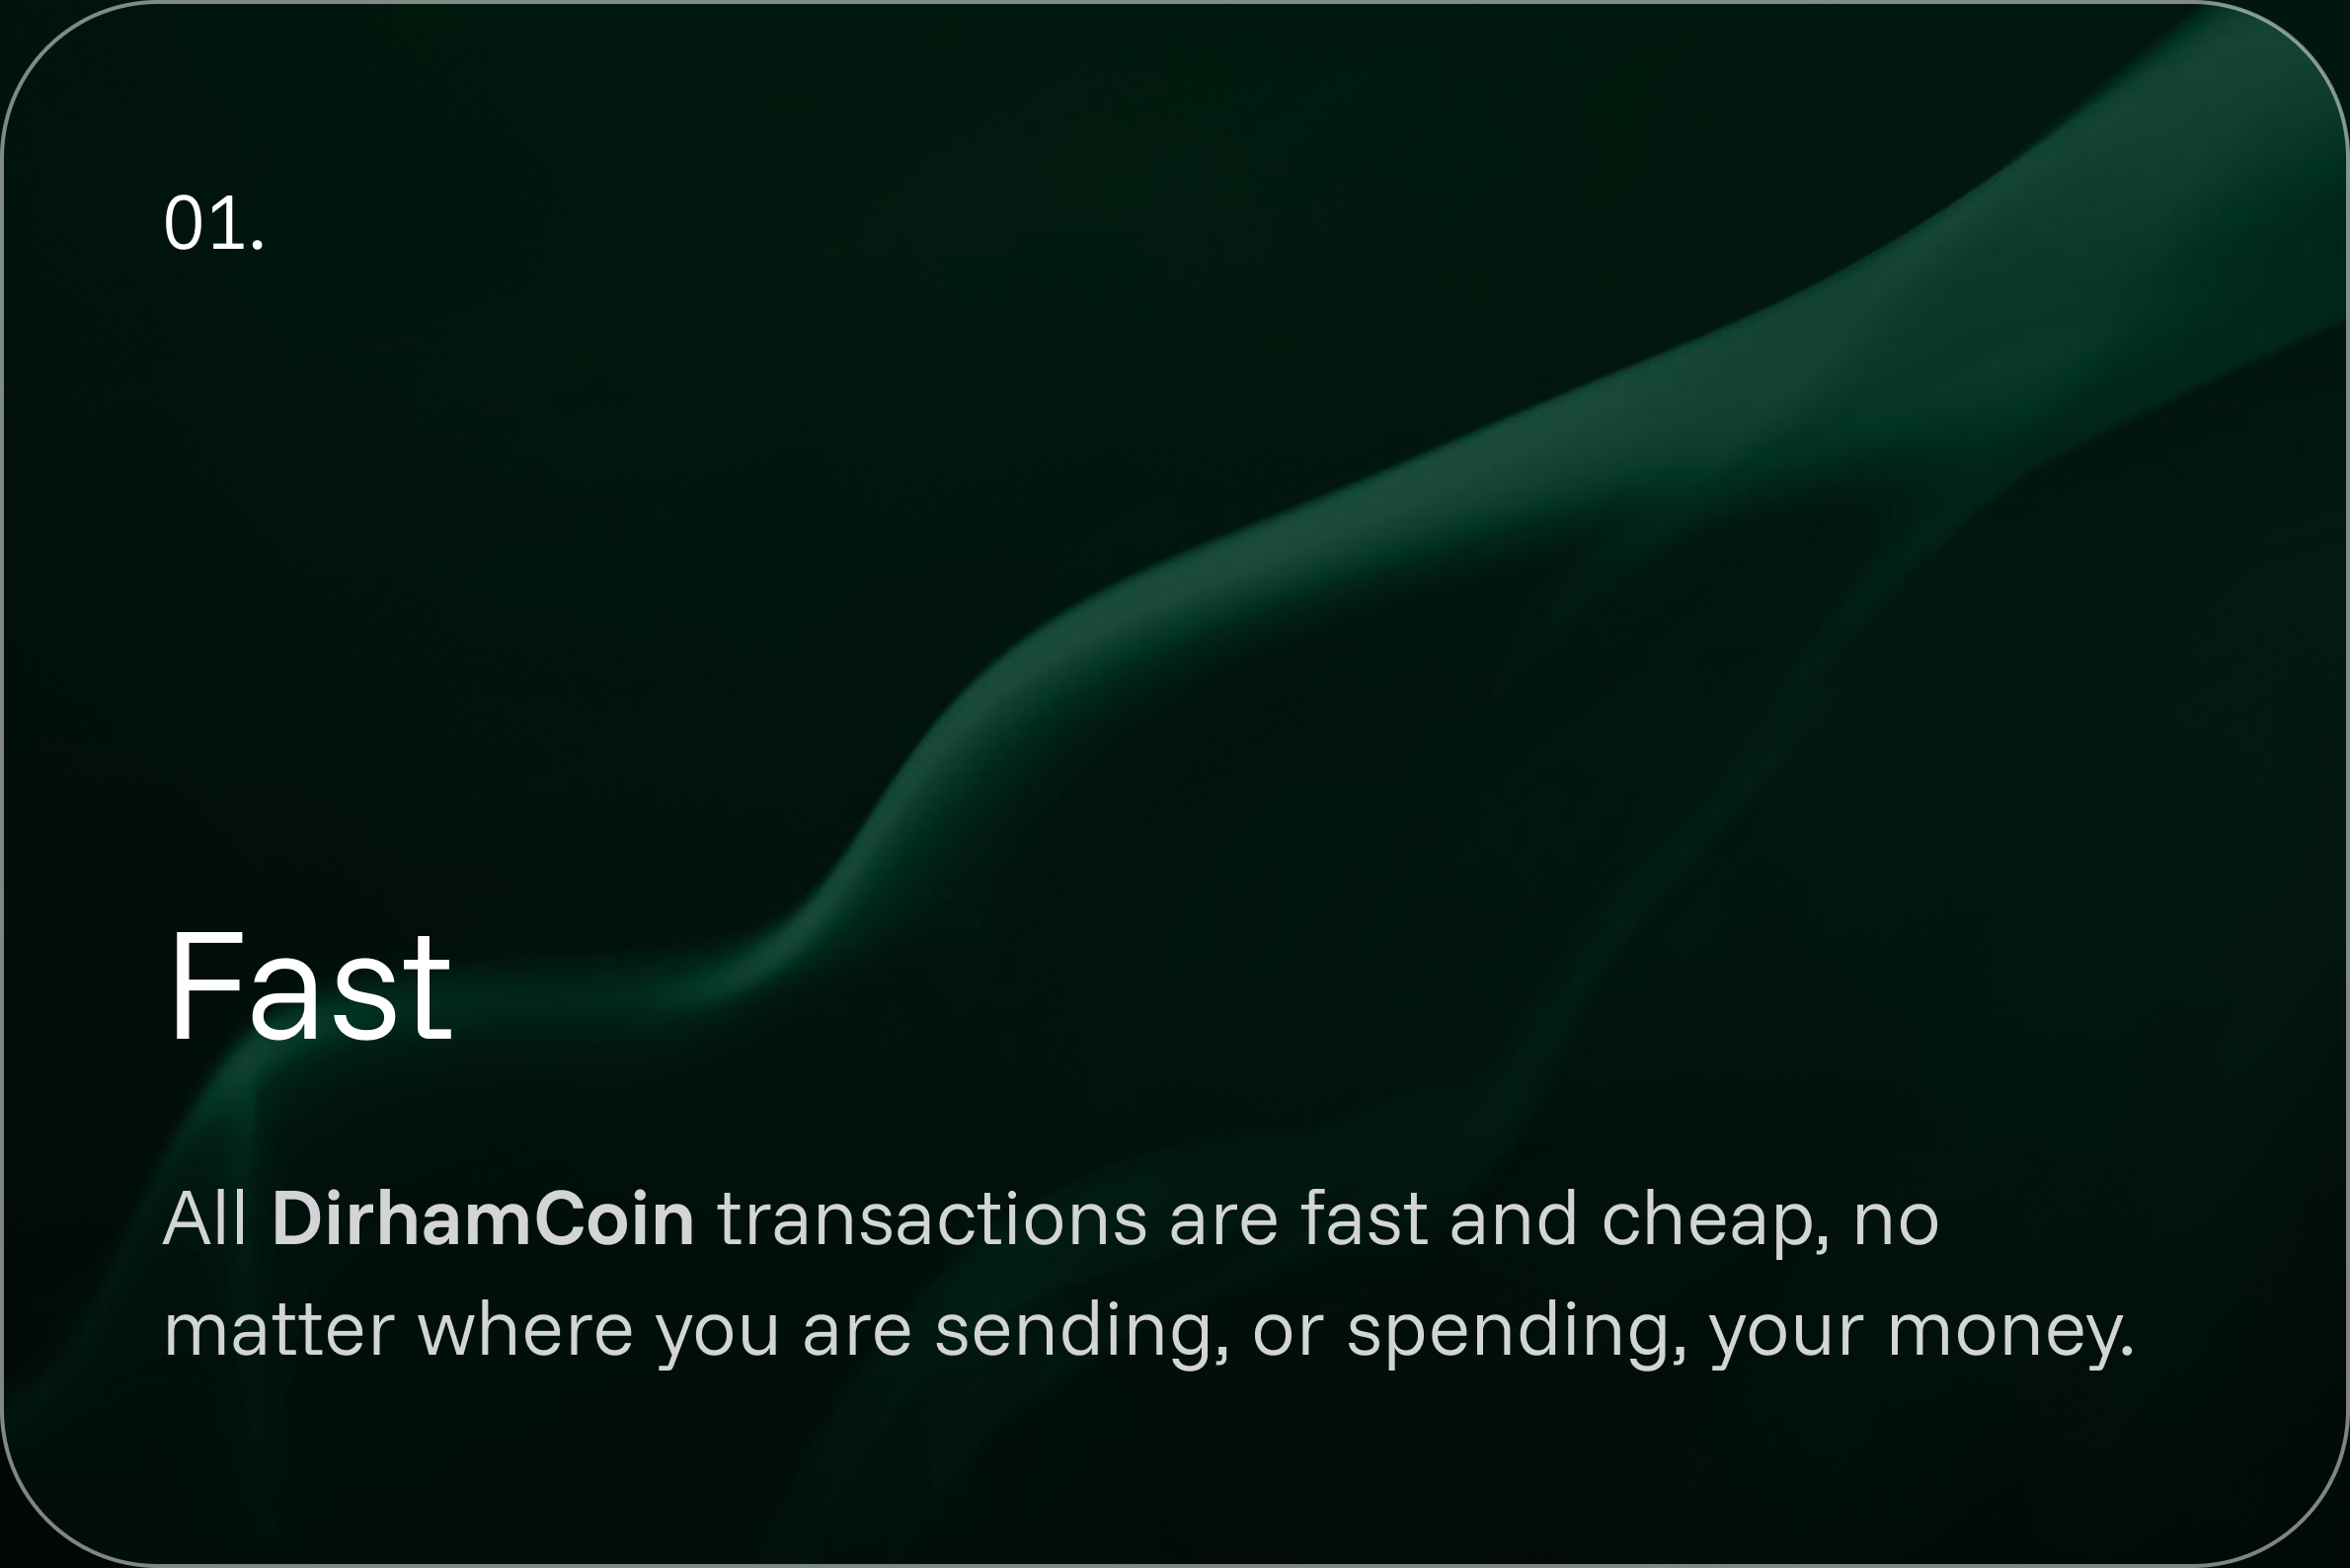 01.
Fast
All DirhamCoin transactions are fast and cheap, no
matter where you are sending, or spending, your money.